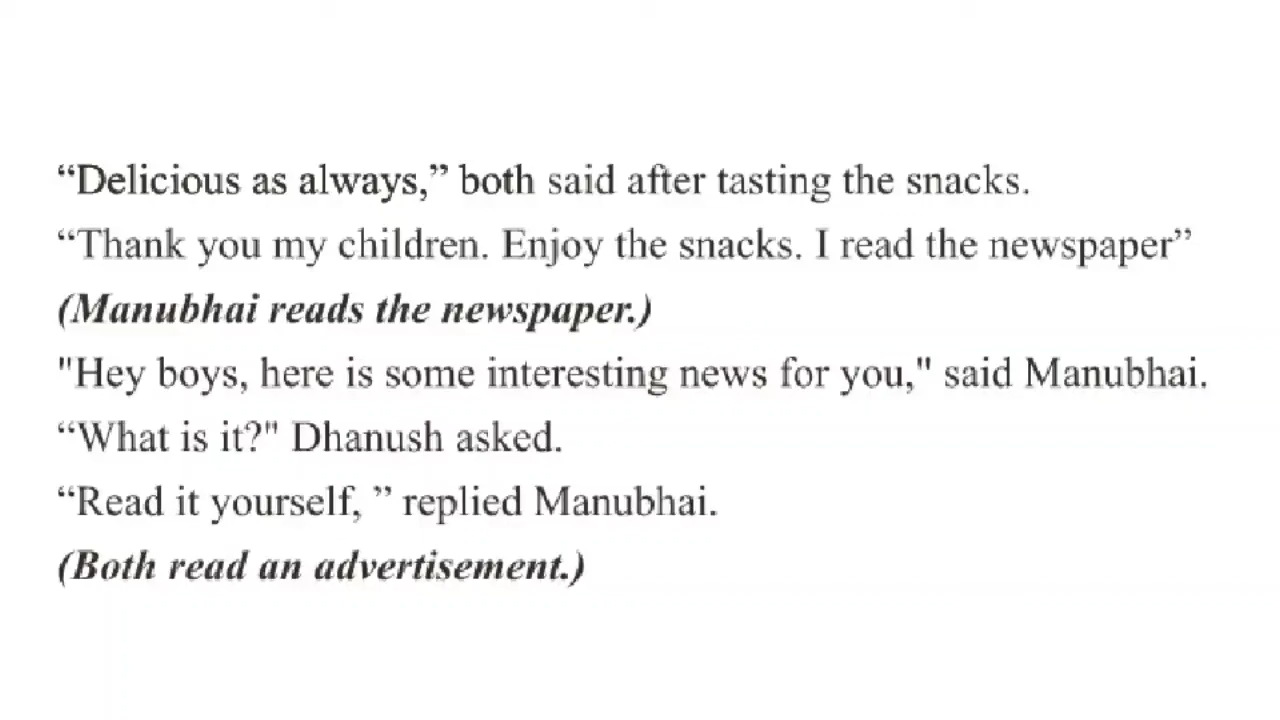 “Delicious as always,” both said after tasting the snacks.
“Thank you my children. Enjoy the snacks. I read the newspaper”
(Manubhai reads the newspaper.)
"Hey boys, here is some interesting news for you," said Manubhai.
“What is it?" Dhanush asked.
“Read it yourself, ” replied Manubhai.
(Both read an advertisement.)